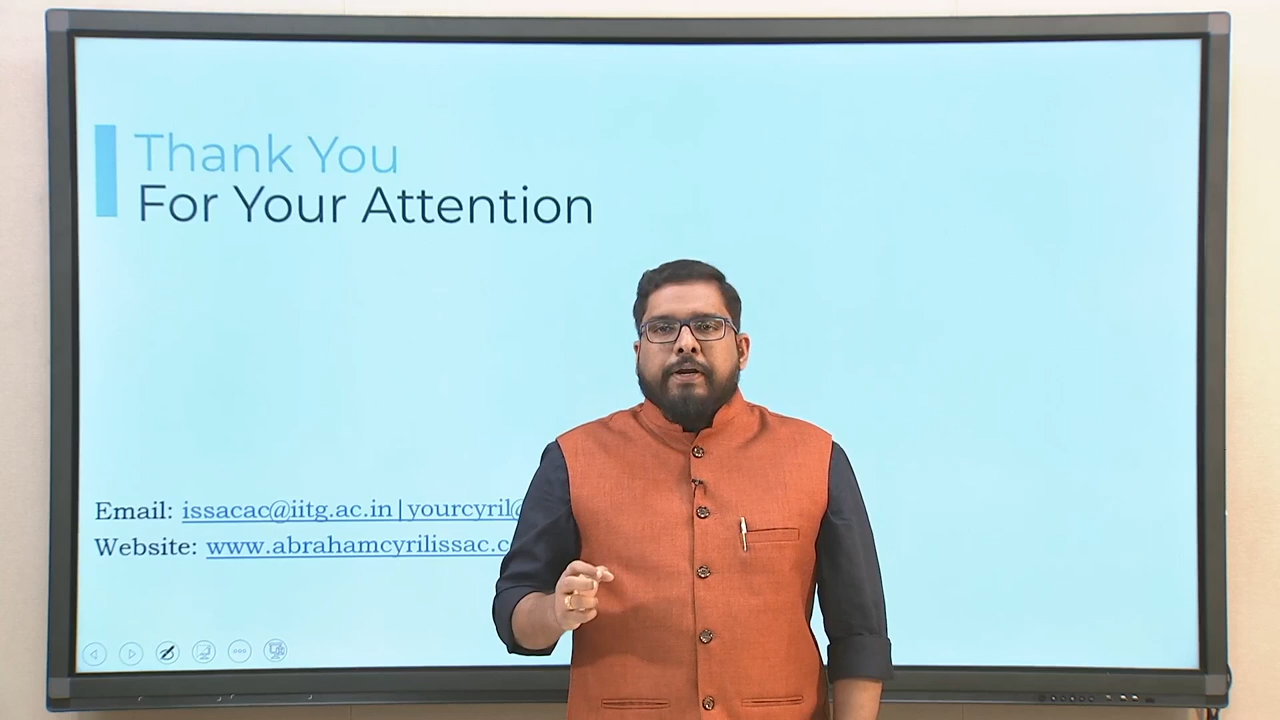 Thank You
For Your Attention
Email: issacac@iitg.ac.in|yourcyril@
Website: www.abrahamcyrilissac.c